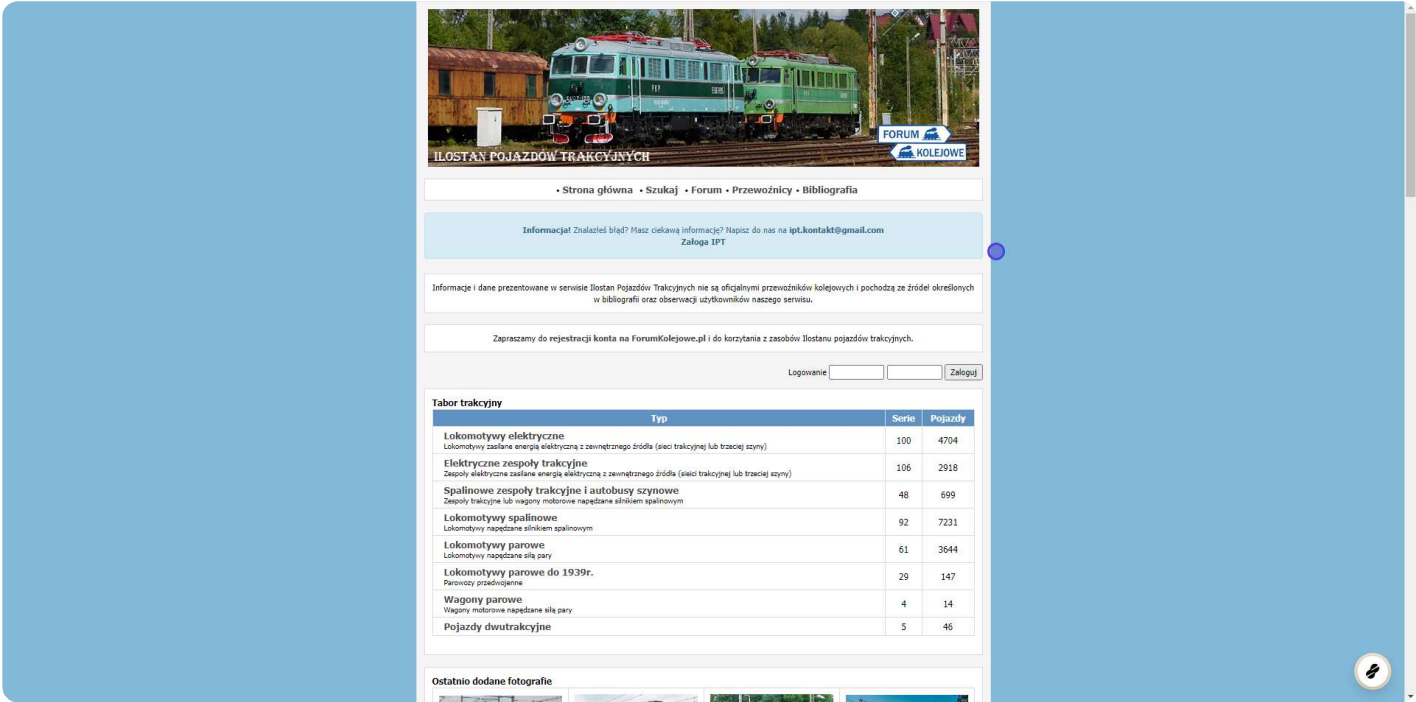 PKP
FORUM
KOLEJOWE
ILOSTAN POJAZDÓW TRAKCYJNYCH
• Strona główna • Szukaj • Forum • Przewoźnicy • Bibliografia
Informacja! Znalazłeś błąd? Masz ciekawą informację? Napisz do nas na ipt.kontakt@gmail.com
Załoga IPT
Informacje i dane prezentowane w serwisie Ilostan Pojazdów Trakcyjnych nie są oficjalnymi przewoźników kolejowych i pochodzą ze źródeł określonych
w bibliografii oraz obserwacji użytkowników naszego serwisu.
Zapraszamy do rejestracji konta na ForumKolejowe.pl i do korzytania z zasobów Ilostanu pojazdów trakcyjnych.
Logowanie Zaloguj
Tabor trakcyjny
Typ Serie Pojazdy
Lokomotywy elektryczne 100 4704
Lokomotywy zasilane energią elektryczną z zewnętrznego źródła (sieci trakcyjnej lub trzeciej szyny)
Elektryczne zespoły trakcyjne 106 2918
Zespoły elektryczne zasilane energią elektryczną z zewnętrznego źródła (sieici trakcyjnej lub trzeciej szyny)
Spalinowe zespoły trakcyjne i autobusy szynowe 48 699
Zespoły trakcyjne lub wagony motorowe napędzane silnikiem spalinowym
Lokomotywy spalinowe 92 7231
Lokomotywy napędzane silnikiem spalinowym
Lokomotywy parowe 61 3644
Lokomotywy napędzane siłą pary
Lokomotywy parowe do 1939r. 29 147
Parowozy przedwojenne
Wagony parowe 4 14
Wagony motorowe napędzane siłą pary
Pojazdy dwutrakcyjne 5 46
Ostatnio dodane fotografie